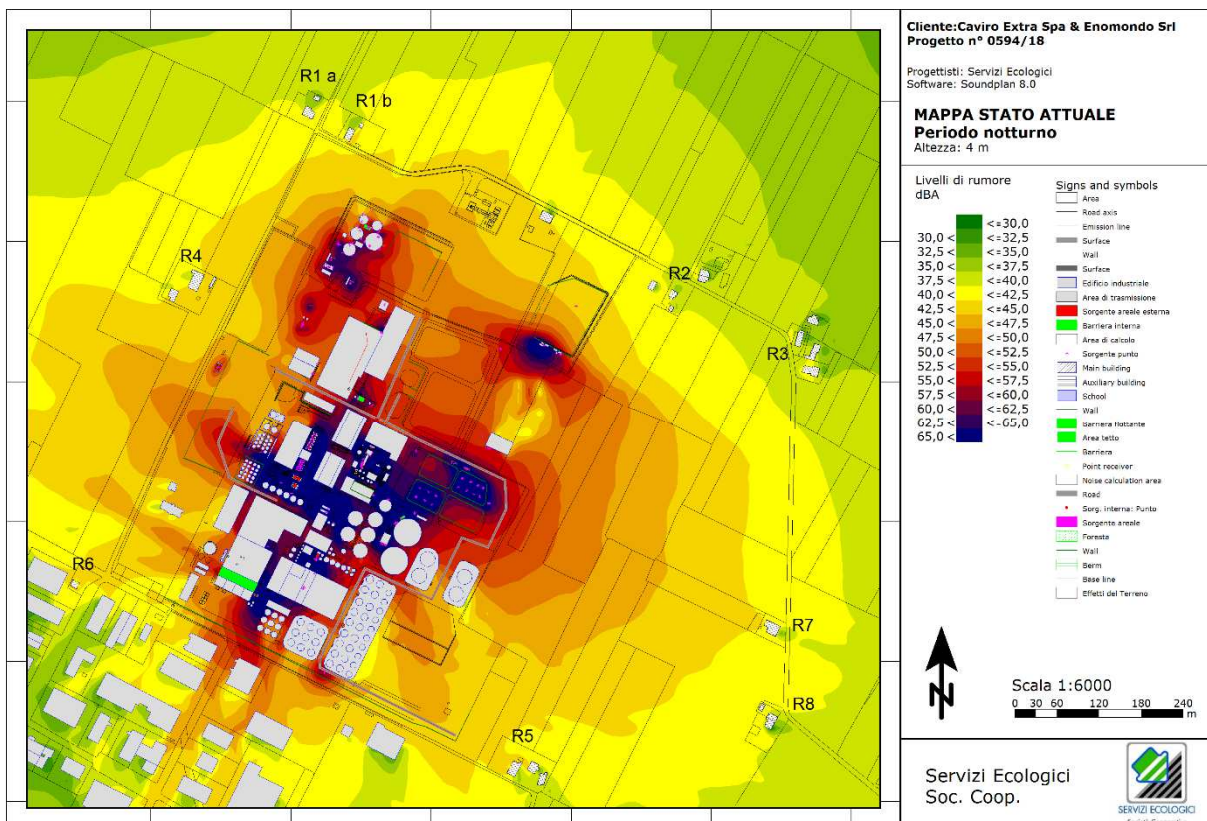 Cliente:Caviro Extra Spa & Enomondo Srl
Progetto n° 0594/18
Progettisti: Servizi Ecologici
Software: Soundplan 8.0
MAPPA STATO ATTUALE
Periodo notturno
Altezza: 4 m
Livelli di rumore
dBA
<=30,0
30,0 < <=32,5
32,5 < <=35,0
35,0 < <=37,5
37,5 < <=40,0
40,0 < <=42,5
42,5 < <=45,0
45,0 < <=47,5
47,5 < <=50,0
50,0 < <=52,5
52,5 < <=55,0
55,0 < <=57,5
57,5 < <=60,0
60,0 < <=62,5
62,5 < <=65,0
65,0 <
Signs and symbols
Area
Road axis
Emission line
Surface
Wall
Surface
Edificio industriale
Area di trasmissione
Sorgente areale esterna
Barriera interna
Area di calcolo
Sorgente punto
Main building
Auxiliary building
School
Wall
Barriera flottante
Area tetto
Barriera
Point receiver
Noise calculation area
Road
Sorg. interna: Punto
Sorgente areale
Foresta
Wall
Berm
Base line
Effetti del Terreno
N
Scala 1:6000
0 30 60 120 180 240
m
Servizi Ecologici
Soc. Coop.
SERVIZI ECOLOGICI
R1 a
R1 b
R4
R2
R3
R6
R7
R8
R5